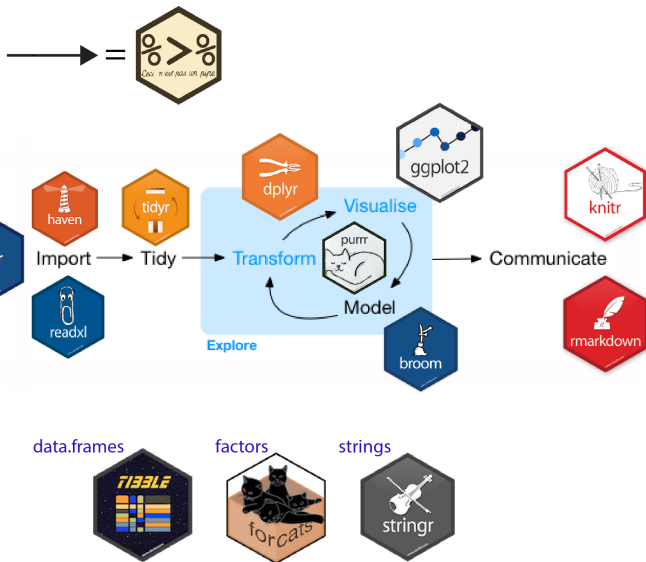 = %>%
Ceci n'est pas un pipe
ggplot2
dplyr
haven
tidyr
Visualise
knitr
purrr
r
Import
Tidy
Transform
Communicate
Model
readxl
Explore
broom
rmarkdown
data.frames
factors
strings
TIBBLE
forcats
stringr